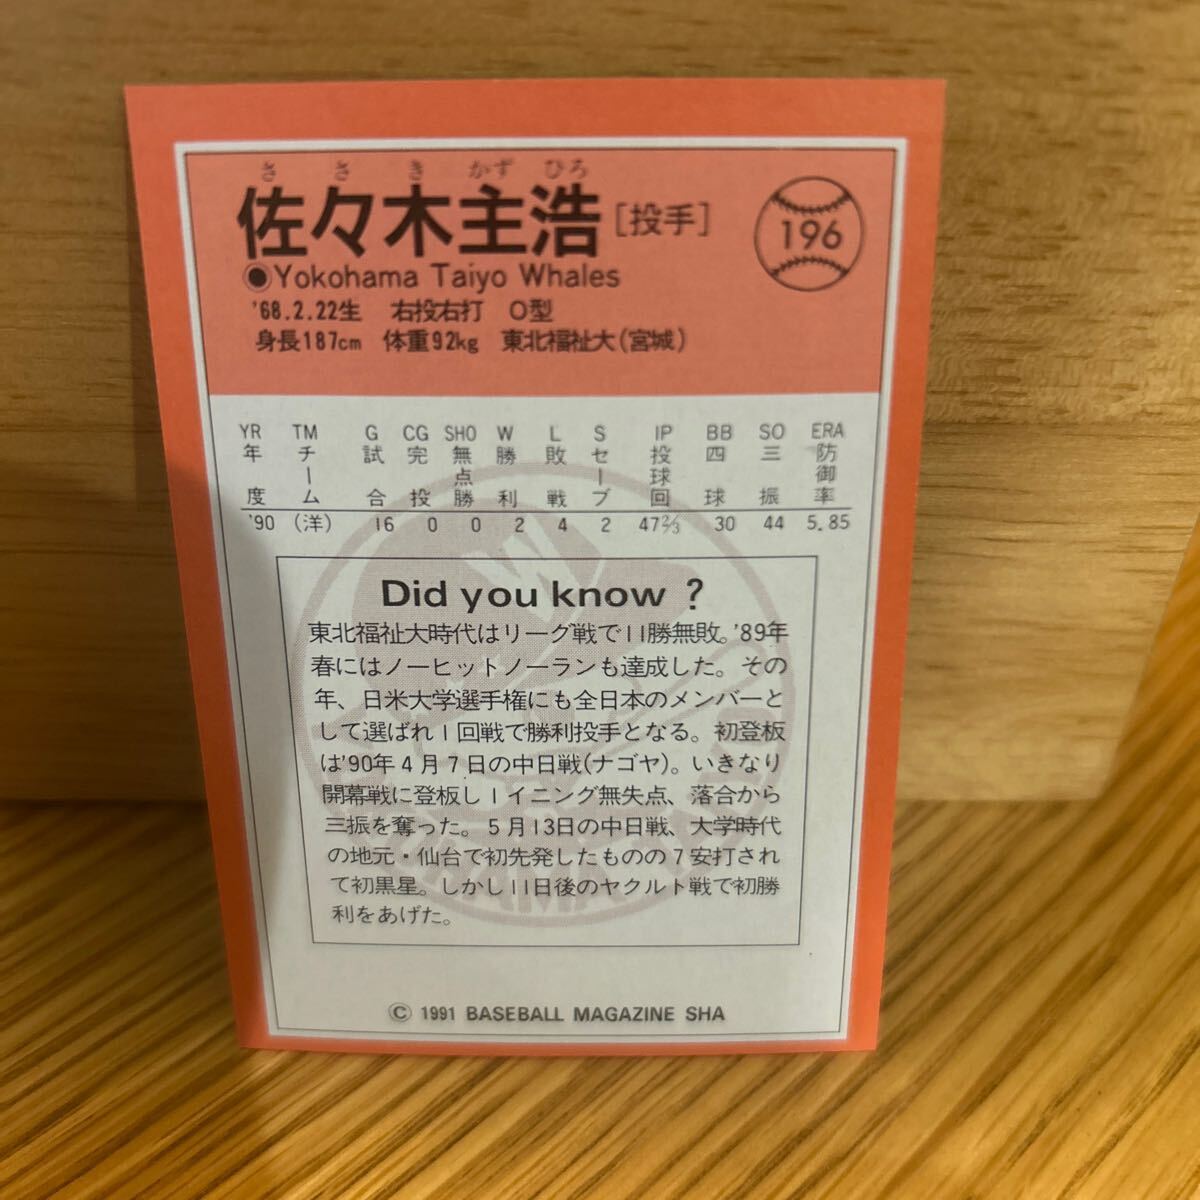 さ さ き かず ひろ
佐々木主浩 [投手]
196
●Yokohama Taiyo Whales
'68.2.22生 右投右打 O型
身長187cm 体重92kg 東北福祉大(宮城)
YR TM G CG SHO W L S IP BB SO ERA
年度 チーム 試合 完投 無点勝 勝利 敗戦 セーブ 投球回 四球 三振 防御率
'90 (洋) 16 0 0 2 4 2 47⅔ 30 44 5.85
Did you know ?
東北福祉大時代はリーグ戦で11勝無敗。'89年
春にはノーヒットノーランも達成した。その
年、日米大学選手権にも全日本のメンバーと
して選ばれ1回戦で勝利投手となる。初登板
は'90年4月7日の中日戦(ナゴヤ)。いきなり
開幕戦に登板し1イニング無失点、落合から
三振を奪った。5月13日の中日戦、大学時代
の地元・仙台で初先発したものの7安打され
て初黒星。しかし11日後のヤクルト戦で初勝
利をあげた。
© 1991 BASEBALL MAGAZINE SHA